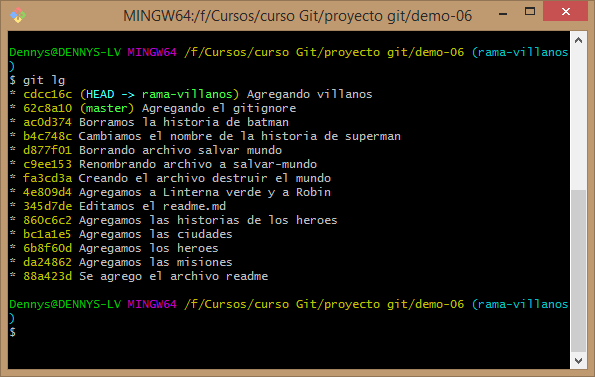 MINGW64:/f/Cursos/curso Git/proyecto git/demo-06
Dennys@DENNYS-LV MINGW64 /f/Cursos/curso Git/proyecto git/demo-06 (rama-villanos
)
$ git lg
* cdcc16c (HEAD -> rama-villanos) Agregando villanos
* 62c8a10 (master) Agregando el gitignore
* ac0d374 Borramos la historia de batman
* b4c748c Cambiamos el nombre de la historia de superman
* d877f01 Borrando archivo salvar mundo
* c9ee153 Renombrando archivo a salvar-mundo
* fa3cd3a Creando el archivo destruir el mundo
* 4e809d4 Agregamos a Linterna verde y a Robin
* 345d7de Editamos el readme.md
* 860c6c2 Agregamos las historias de los heroes
* bc1a1e5 Agregamos las ciudades
* 6b8f60d Agregamos los heroes
* da24862 Agregamos las misiones
* 88a423d Se agrego el archivo readme
Dennys@DENNYS-LV MINGW64 /f/Cursos/curso Git/proyecto git/demo-06 (rama-villanos
)
$